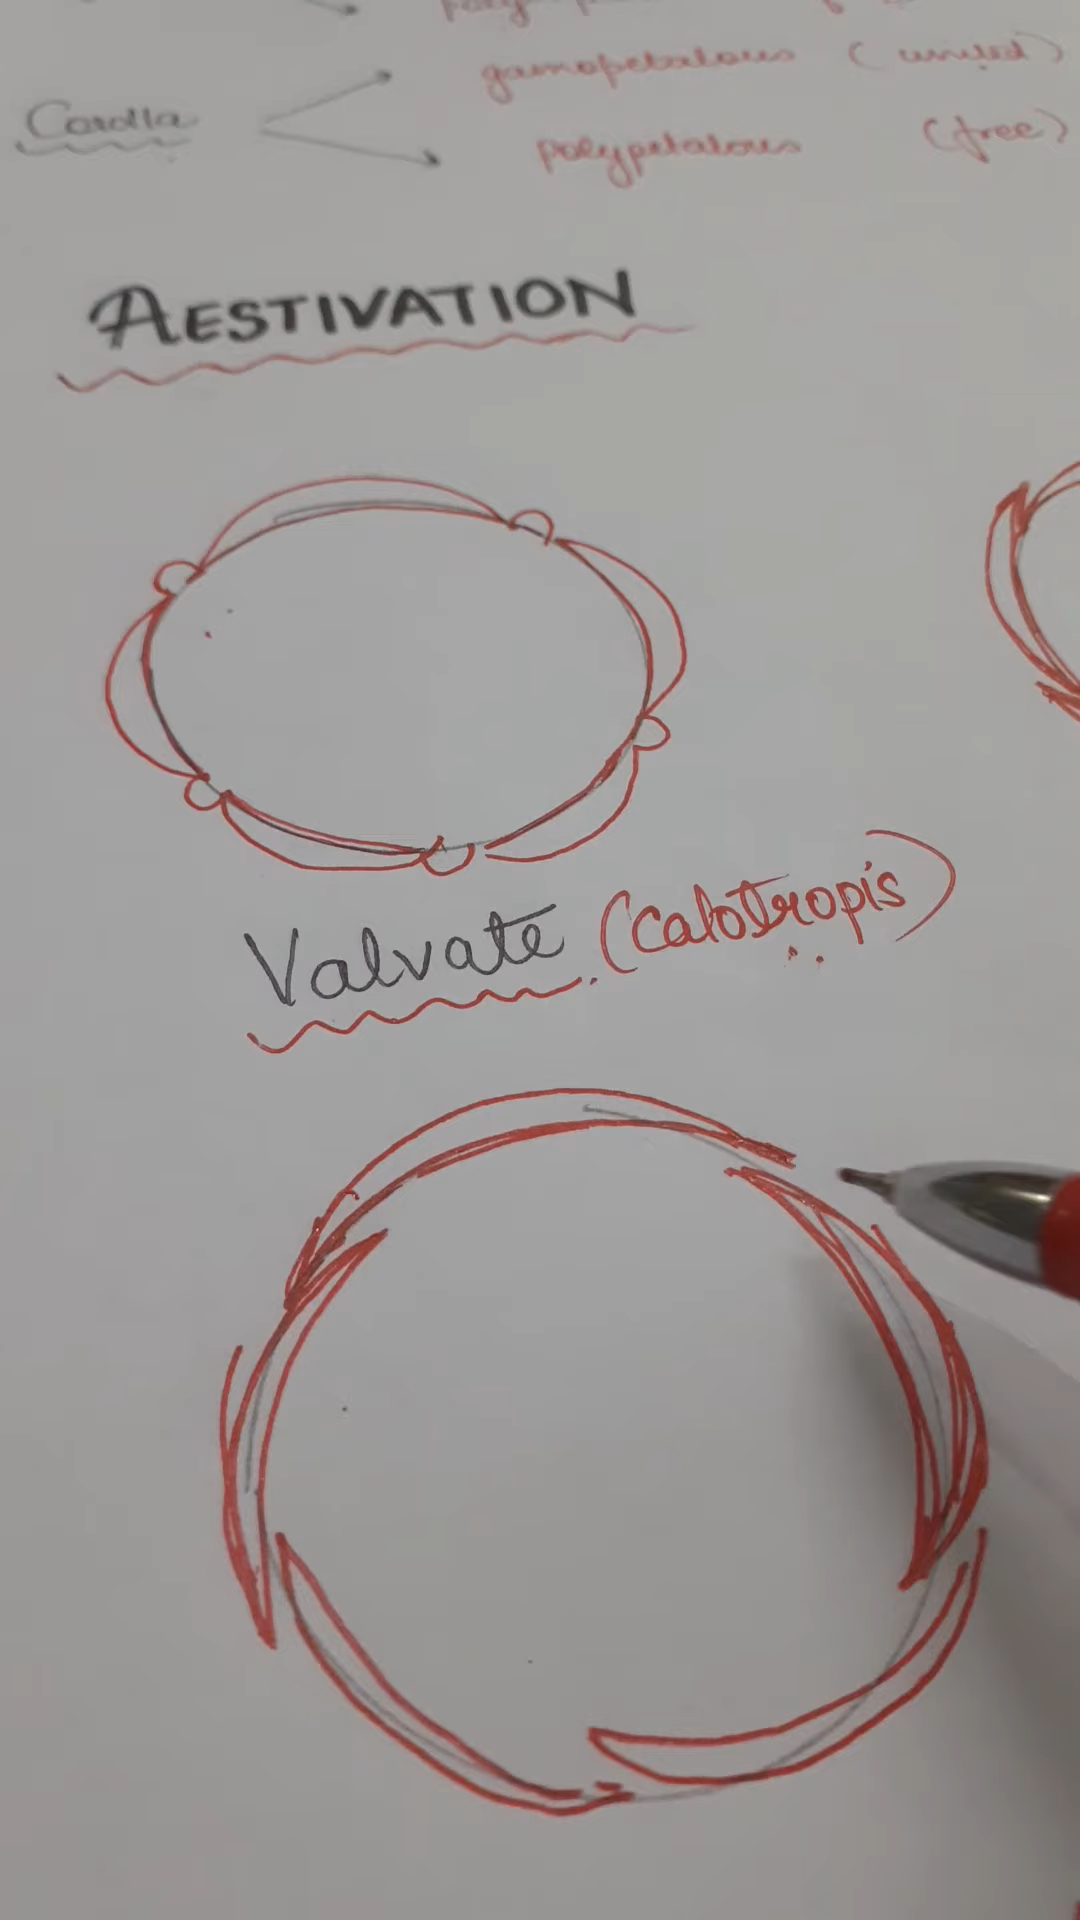 gamopetalous (united)
Corolla
polypetalous (free)
AESTIVATION
Valvate (Calotropis)